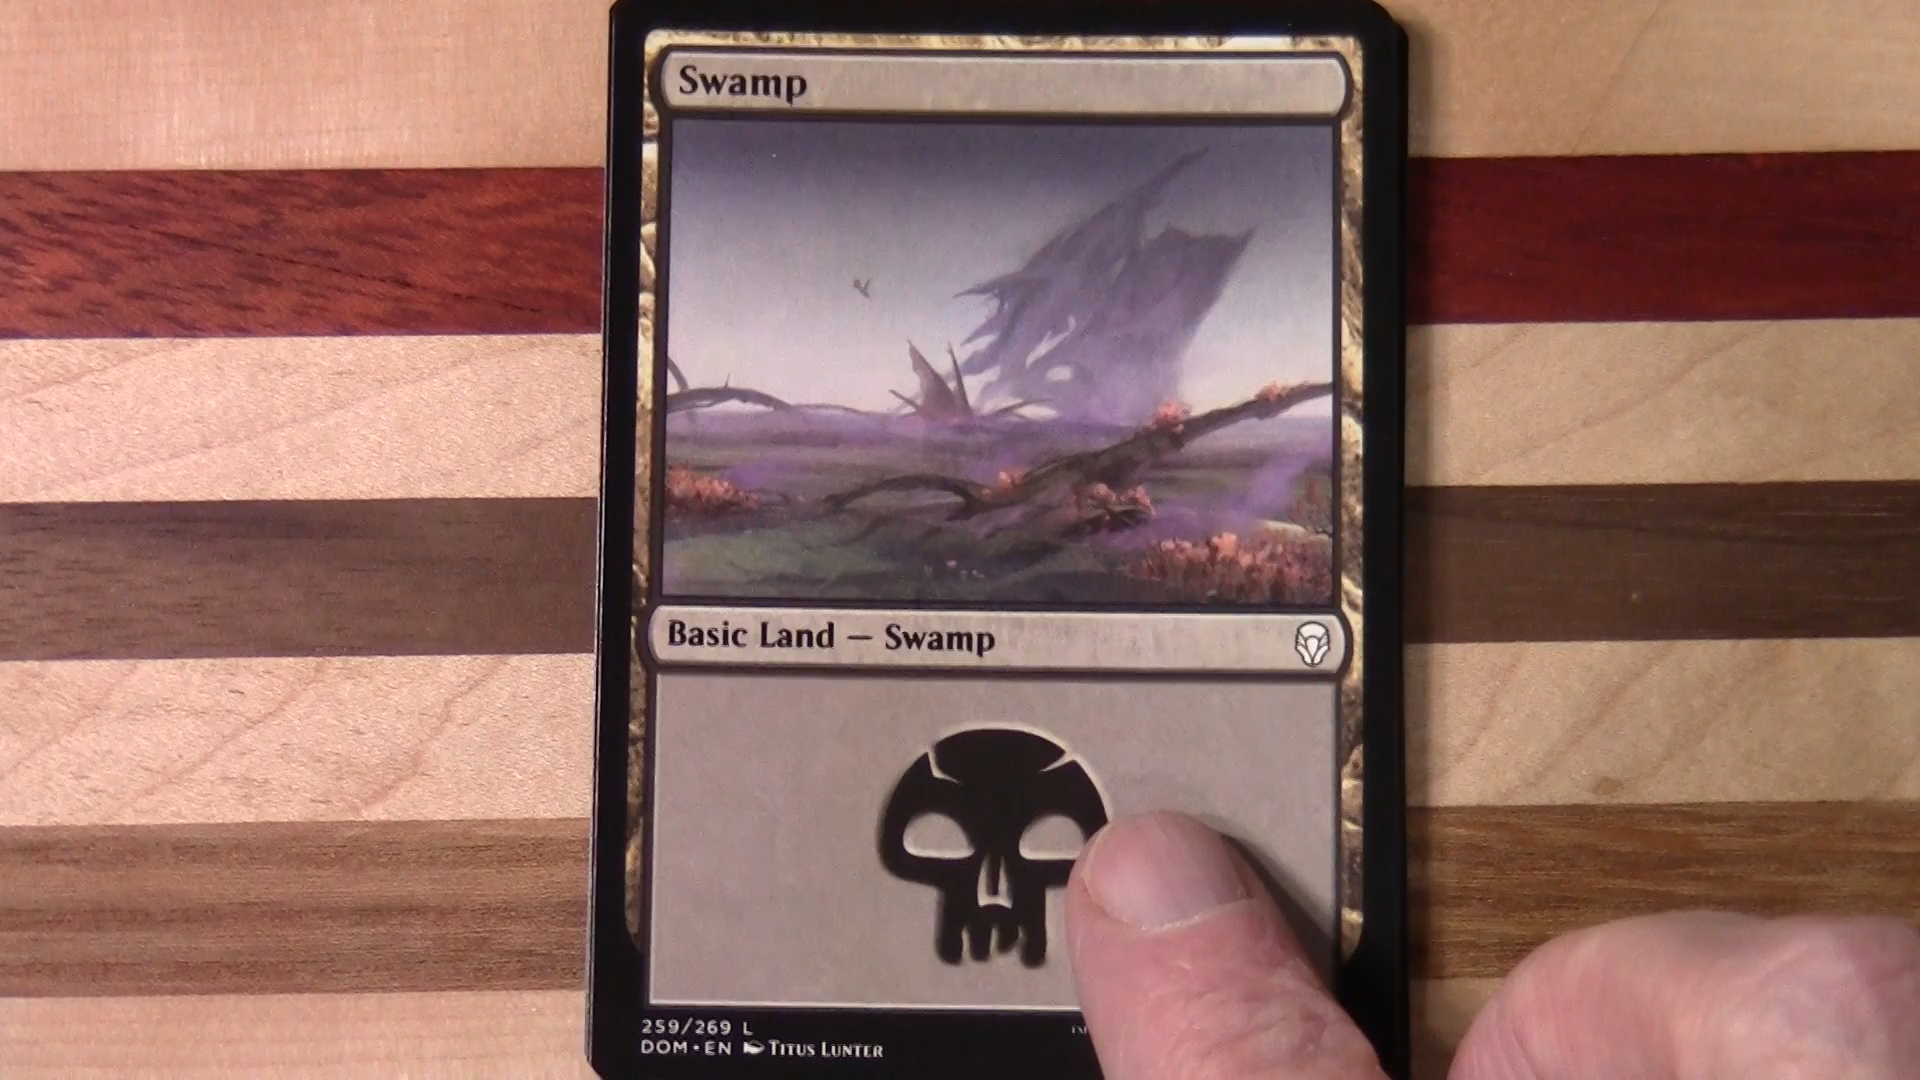 Swamp
Basic Land — Swamp
259/269 L
DOM • EN Titus Lunter